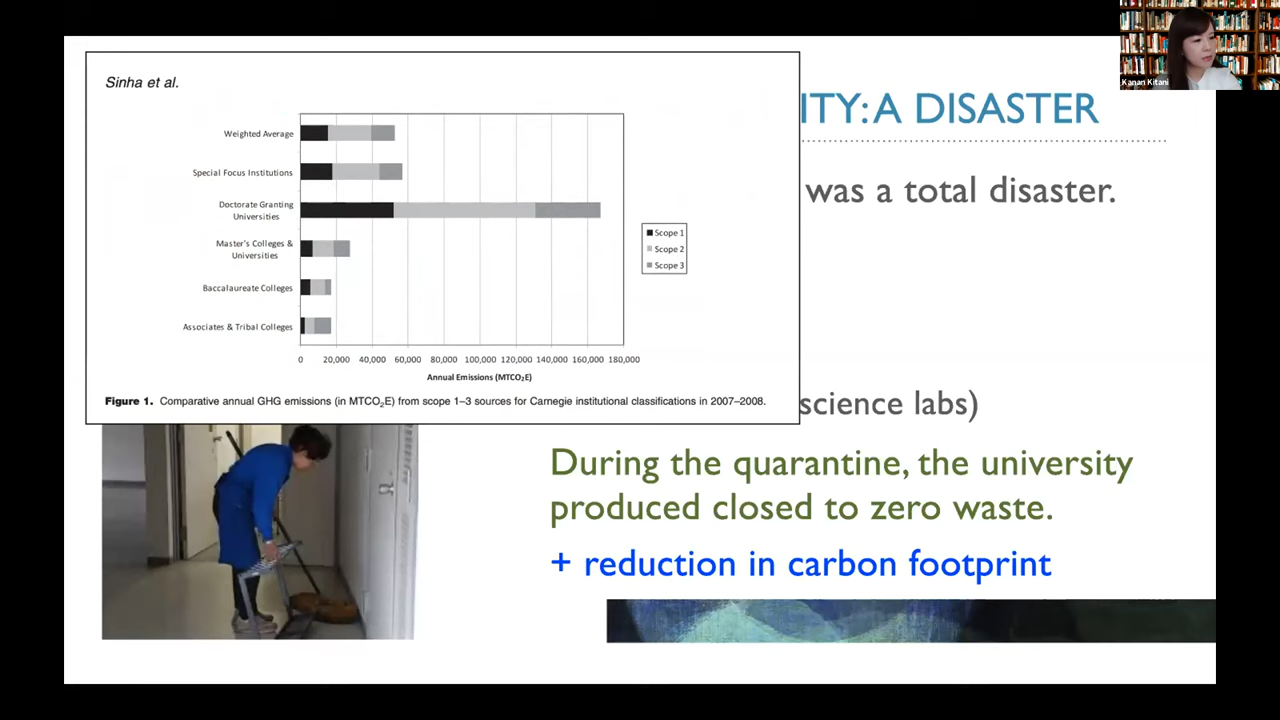 Kanan Kitani
ITY: A DISASTER
was a total disaster.
Sinha et al.
Weighted Average
Special Focus Institutions
Doctorate Granting
Universities
Master's Colleges &
Universities
Baccalaureate Colleges
Associates & Tribal Colleges
Scope 1
Scope 2
Scope 3
0 20,000 40,000 60,000 80,000 100,000 120,000 140,000 160,000 180,000
Annual Emissions (MTCO₂E)
Figure 1. Comparative annual GHG emissions (in MTCO₂E) from scope 1–3 sources for Carnegie institutional classifications in 2007–2008.
science labs)
During the quarantine, the university
produced closed to zero waste.
+ reduction in carbon footprint